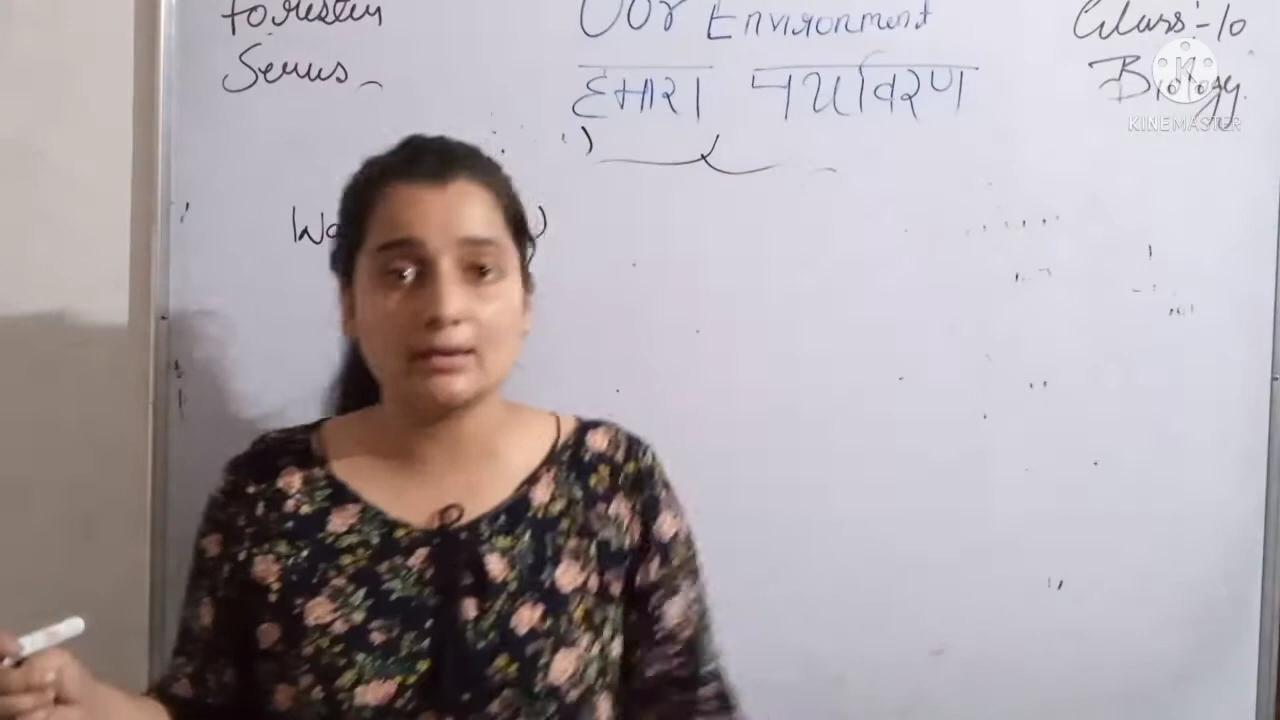 Our Environment
हमारा पर्यावरण
Class:-10
Biology
Series
KINEMASTER